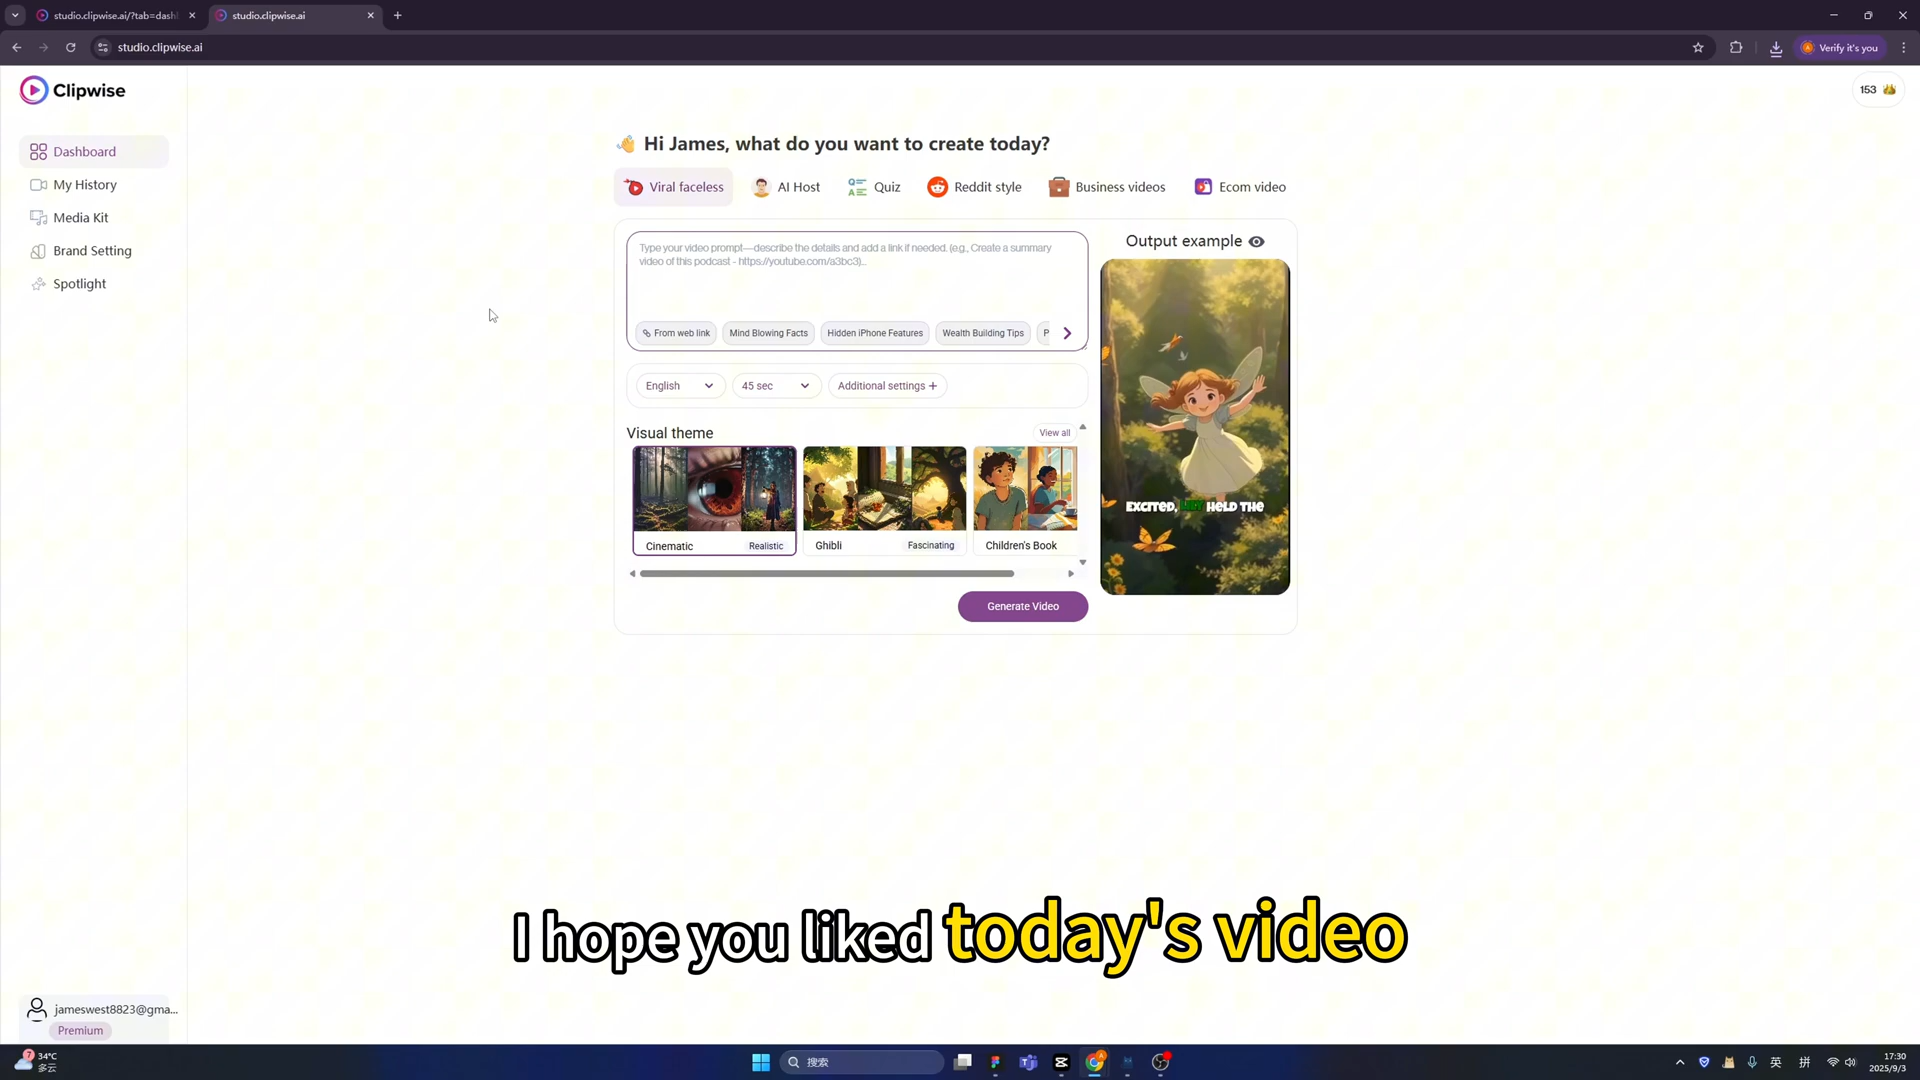 studio.clipwise.ai/?tab=dashl
studio.clipwise.ai
studio.clipwise.ai
Verify it's you
Clipwise
153
Dashboard
My History
Media Kit
Brand Setting
Spotlight
Hi James, what do you want to create today?
Viral faceless
AI Host
Quiz
Reddit style
Business videos
Ecom video
Type your video prompt—describe the details and add a link if needed. (e.g., Create a summary
video of this podcast - https://youtube.com/a3bc3)...
From web link
Mind Blowing Facts
Hidden iPhone Features
Wealth Building Tips
P
English
45 sec
Additional settings +
Visual theme
View all
Cinematic
Realistic
Ghibli
Fascinating
Children's Book
Generate Video
Output example
EXCITED, HELD THE
I hope you liked today's video
jameswest8823@gma...
Premium
7
34°C
多云
搜索
英
拼
17:30
2025/9/3